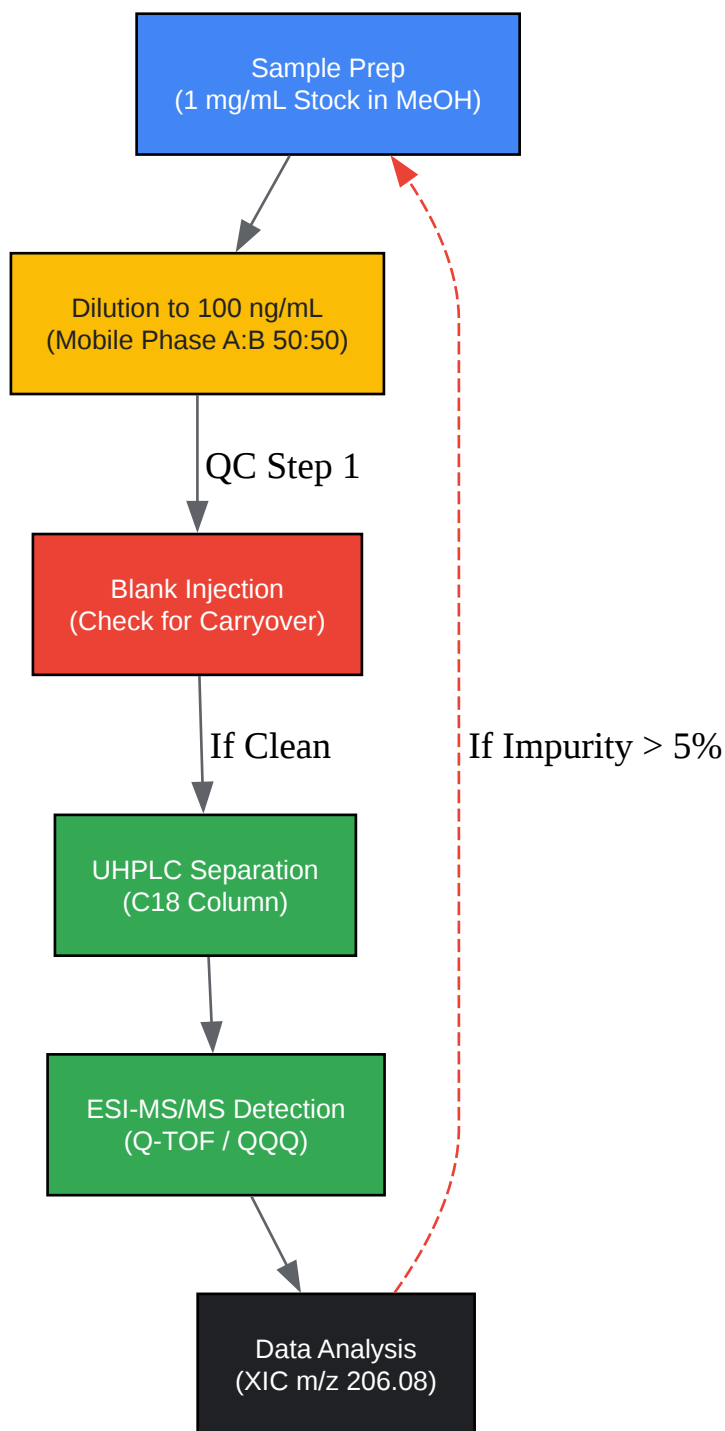 Sample Prep
(1 mg/mL Stock in MeOH)
Dilution to 100 ng/mL
(Mobile Phase A:B 50:50)
QC Step 1
Blank Injection
(Check for Carryover)
If Clean
If Impurity > 5%
UHPLC Separation
(C18 Column)
ESI-MS/MS Detection
(Q-TOF / QQQ)
Data Analysis
(XIC m/z 206.08)